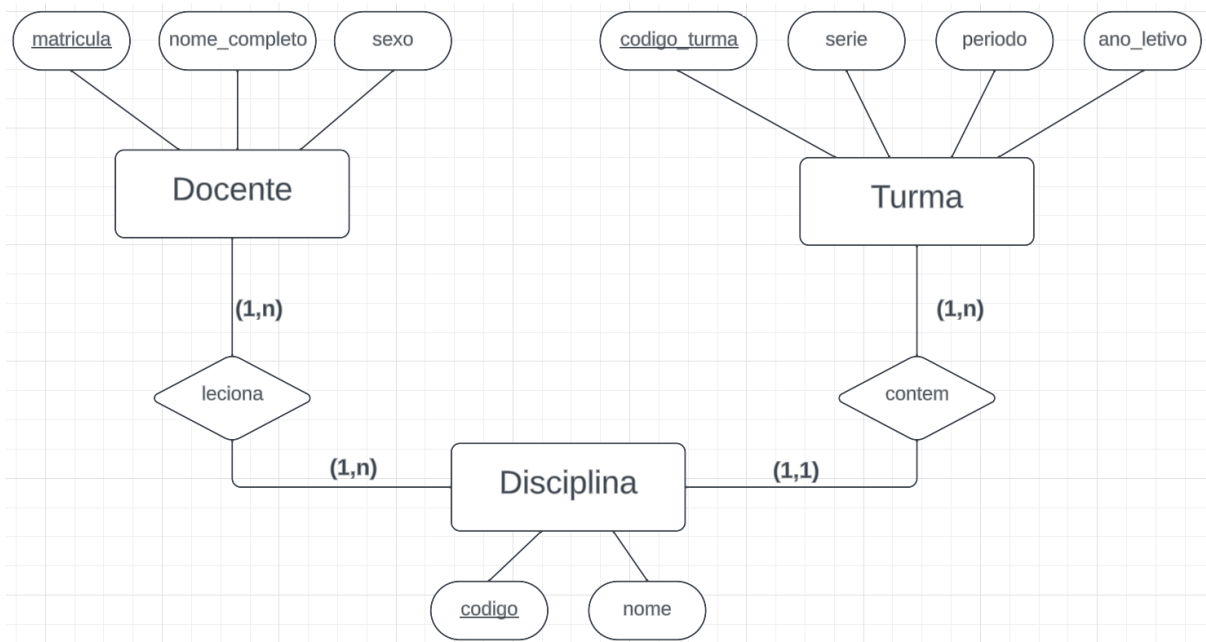 matricula
nome_completo
sexo
codigo_turma
serie
periodo
ano_letivo
Docente
Turma
(1,n)
(1,n)
leciona
contem
(1,n)
Disciplina
(1,1)
codigo
nome